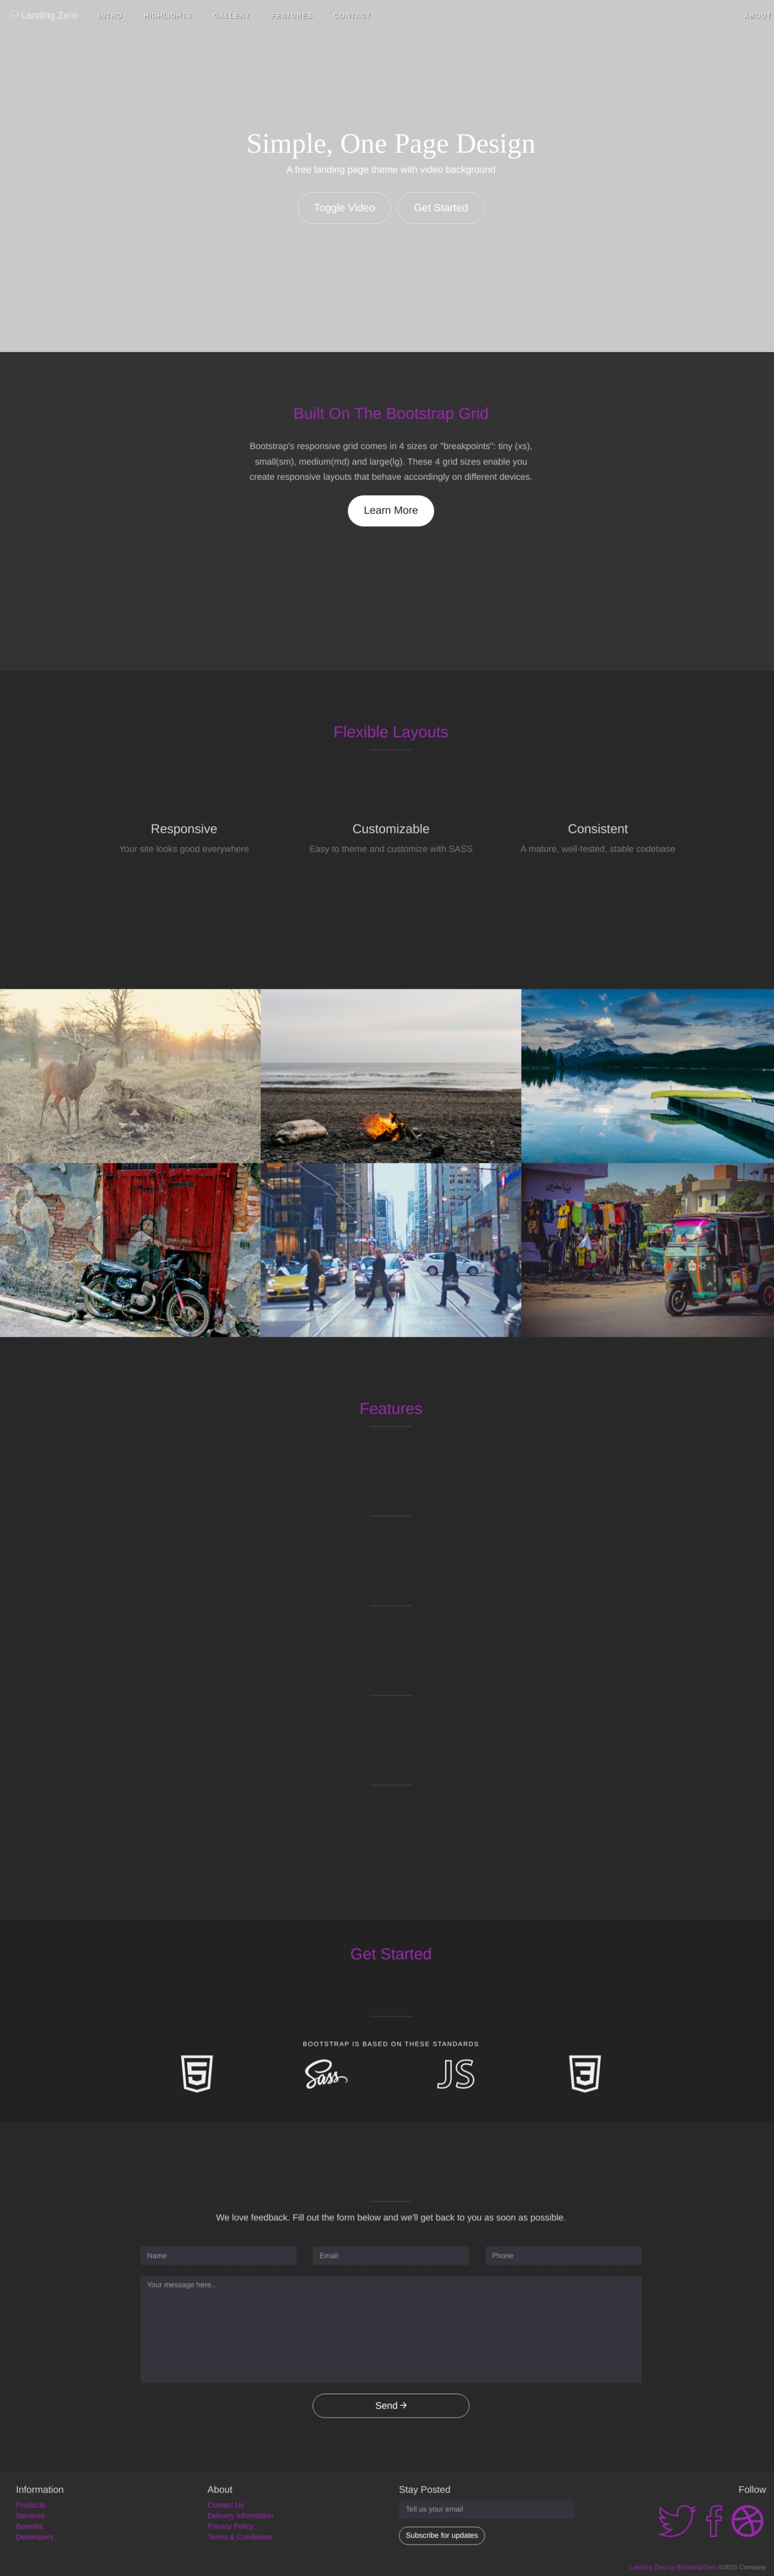 Landing Zero INTRO HIGHLIGHTS GALLERY FEATURES CONTACT ABOUT
Simple, One Page Design
A free landing page theme with video background
Toggle Video Get Started
Built On The Bootstrap Grid
Bootstrap's responsive grid comes in 4 sizes or "breakpoints": tiny (xs),
small(sm), medium(md) and large(lg). These 4 grid sizes enable you
create responsive layouts that behave accordingly on different devices.
Learn More
Flexible Layouts
Responsive Customizable Consistent
Your site looks good everywhere Easy to theme and customize with SASS A mature, well-tested, stable codebase
Features
Get Started
BOOTSTRAP IS BASED ON THESE STANDARDS
5 Sass JS 3
We love feedback. Fill out the form below and we'll get back to you as soon as possible.
Name Email Phone
Your message here..
Send
Information About Stay Posted Follow
Products Contact Us Tell us your email
Services Delivery Information
Benefits Privacy Policy Subscribe for updates
Developers Terms & Conditions
Landing Zero by BootstrapZero ©2015 Company